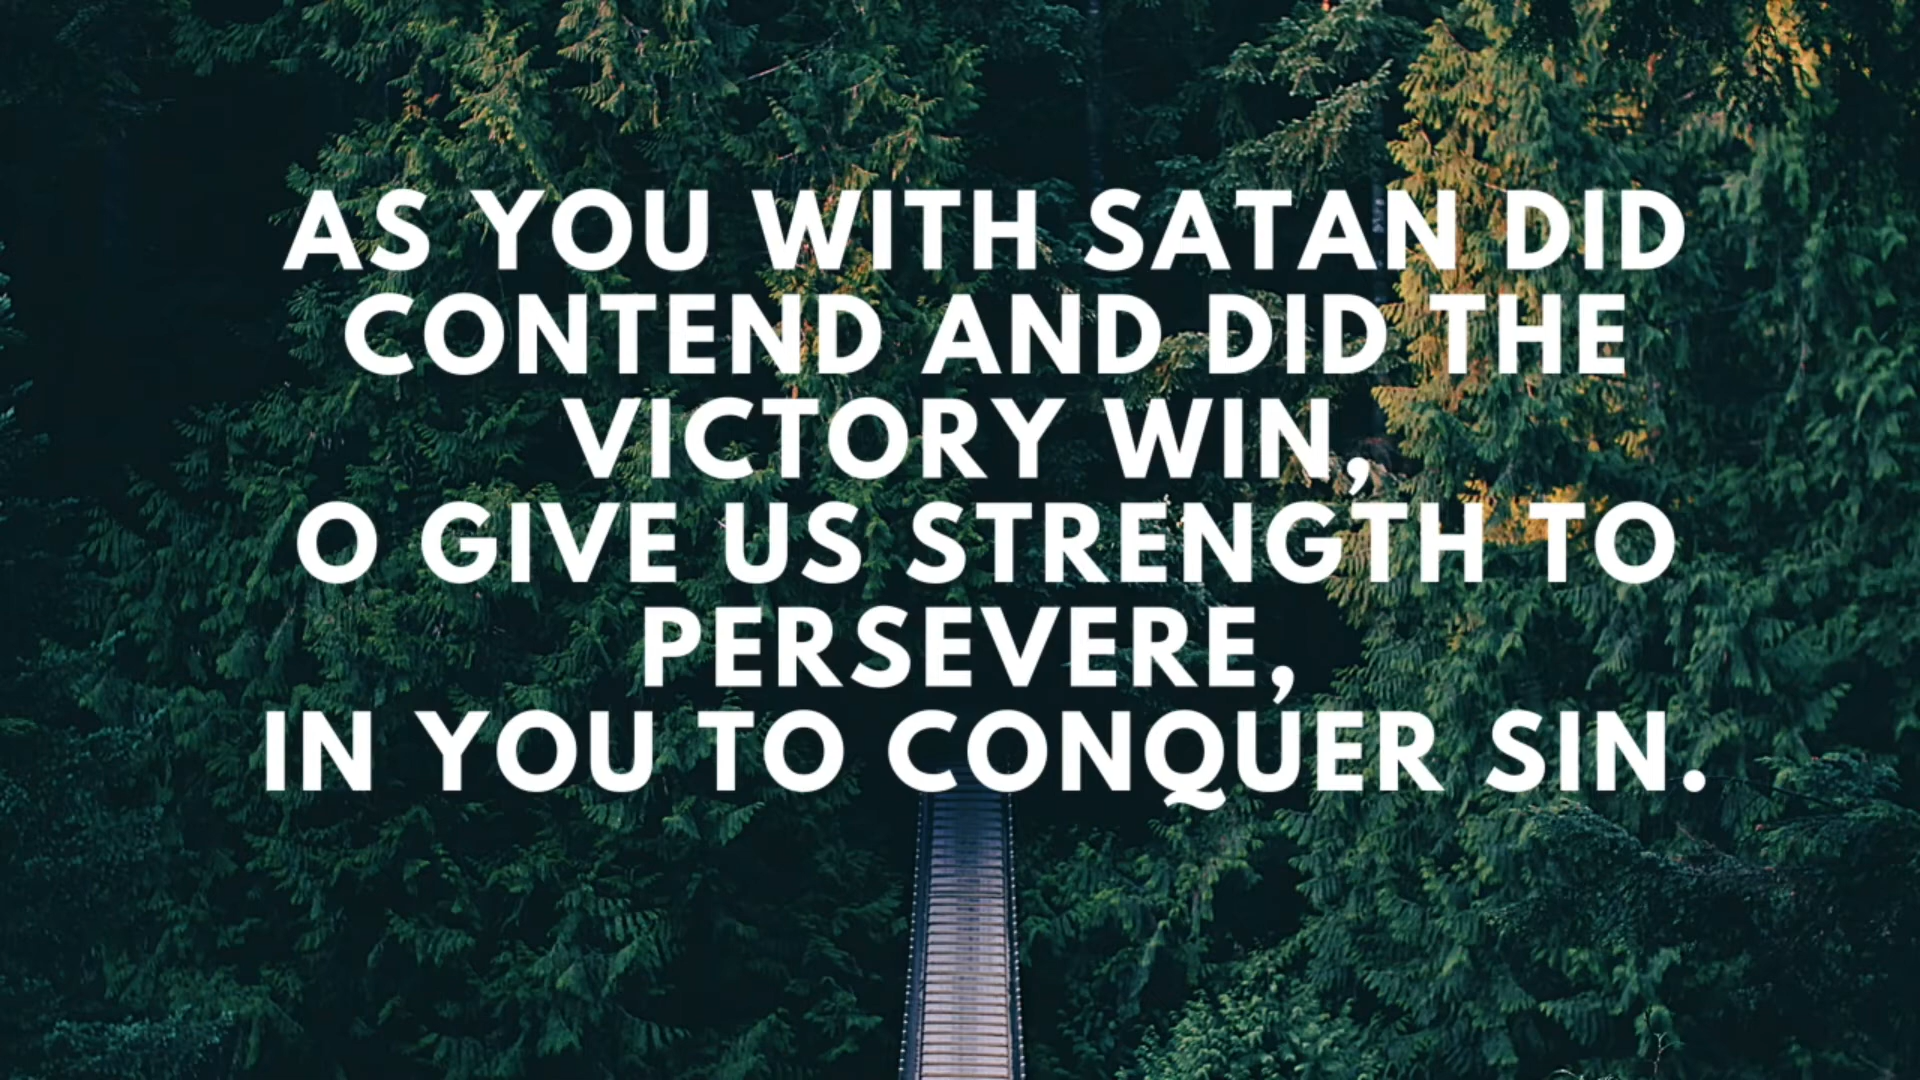 AS YOU WITH SATAN DID
CONTEND AND DID THE
VICTORY WIN,
O GIVE US STRENGTH TO
PERSEVERE,
IN YOU TO CONQUER SIN.